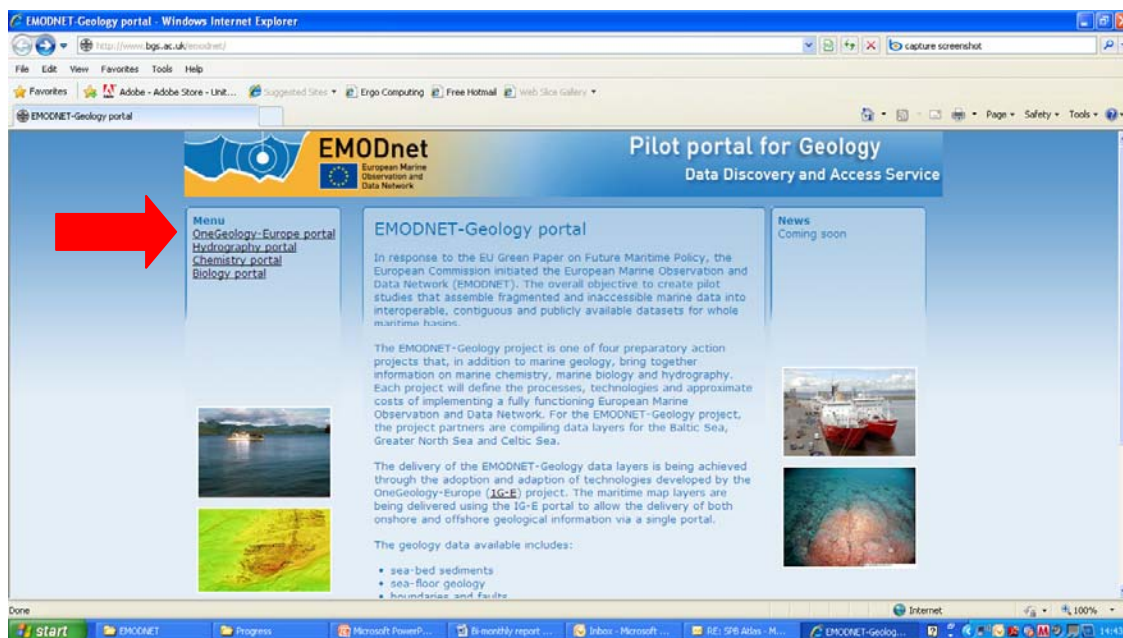 EMODNET-Geology portal - Windows Internet Explorer
http://www.bgs.ac.uk/emodnet/
capture screenshot
File Edit View Favorites Tools Help
Favorites Adobe - Adobe Store - Unit... Suggested Sites Ergo Computing Free Hotmail Web Slice Gallery
EMODNET-Geology portal
Page Safety Tools
EMODnet
European Marine
Observation and
Data Network
Pilot portal for Geology
Data Discovery and Access Service
Menu
OneGeology-Europe portal
Hydrography portal
Chemistry portal
Biology portal
EMODNET-Geology portal
In response to the EU Green Paper on Future Maritime
Policy, the
European Commission initiated the European Marine Observation and
Data Network (EMODNET). The overall objective to create pilot
studies that assemble fragmented and inaccessible marine data into
interoperable, contiguous and publicly available datasets for whole
maritime basins.
The EMODNET-Geology project is one of four preparatory action
projects that, in addition to marine geology, bring together
information on marine chemistry, marine biology and hydrography.
Each project will define the processes, technologies and approximate
costs of implementing a fully functioning European Marine
Observation and Data Network. For the EMODNET-Geology project,
the project partners are compiling data layers for the Baltic Sea,
Greater North Sea and Celtic Sea.
The delivery of the EMODNET-Geology data layers is being achieved
through the adoption and adaption of technologies developed by the
OneGeology-Europe (1G-E) project. The maritime map layers are
being delivered using the 1G-E portal to allow the delivery of both
onshore and offshore geological information via a single portal.
The geology data available includes:
• sea-bed sediments
• sea-floor geology
• boundaries and faults
News
Coming soon
Done
Internet
100%
start EMODNET Progress Microsoft PowerP... Bi-monthly report ... Inbox - Microsoft ... RE: SPB Atlas - M... EMODNET-Geolog... 14:43